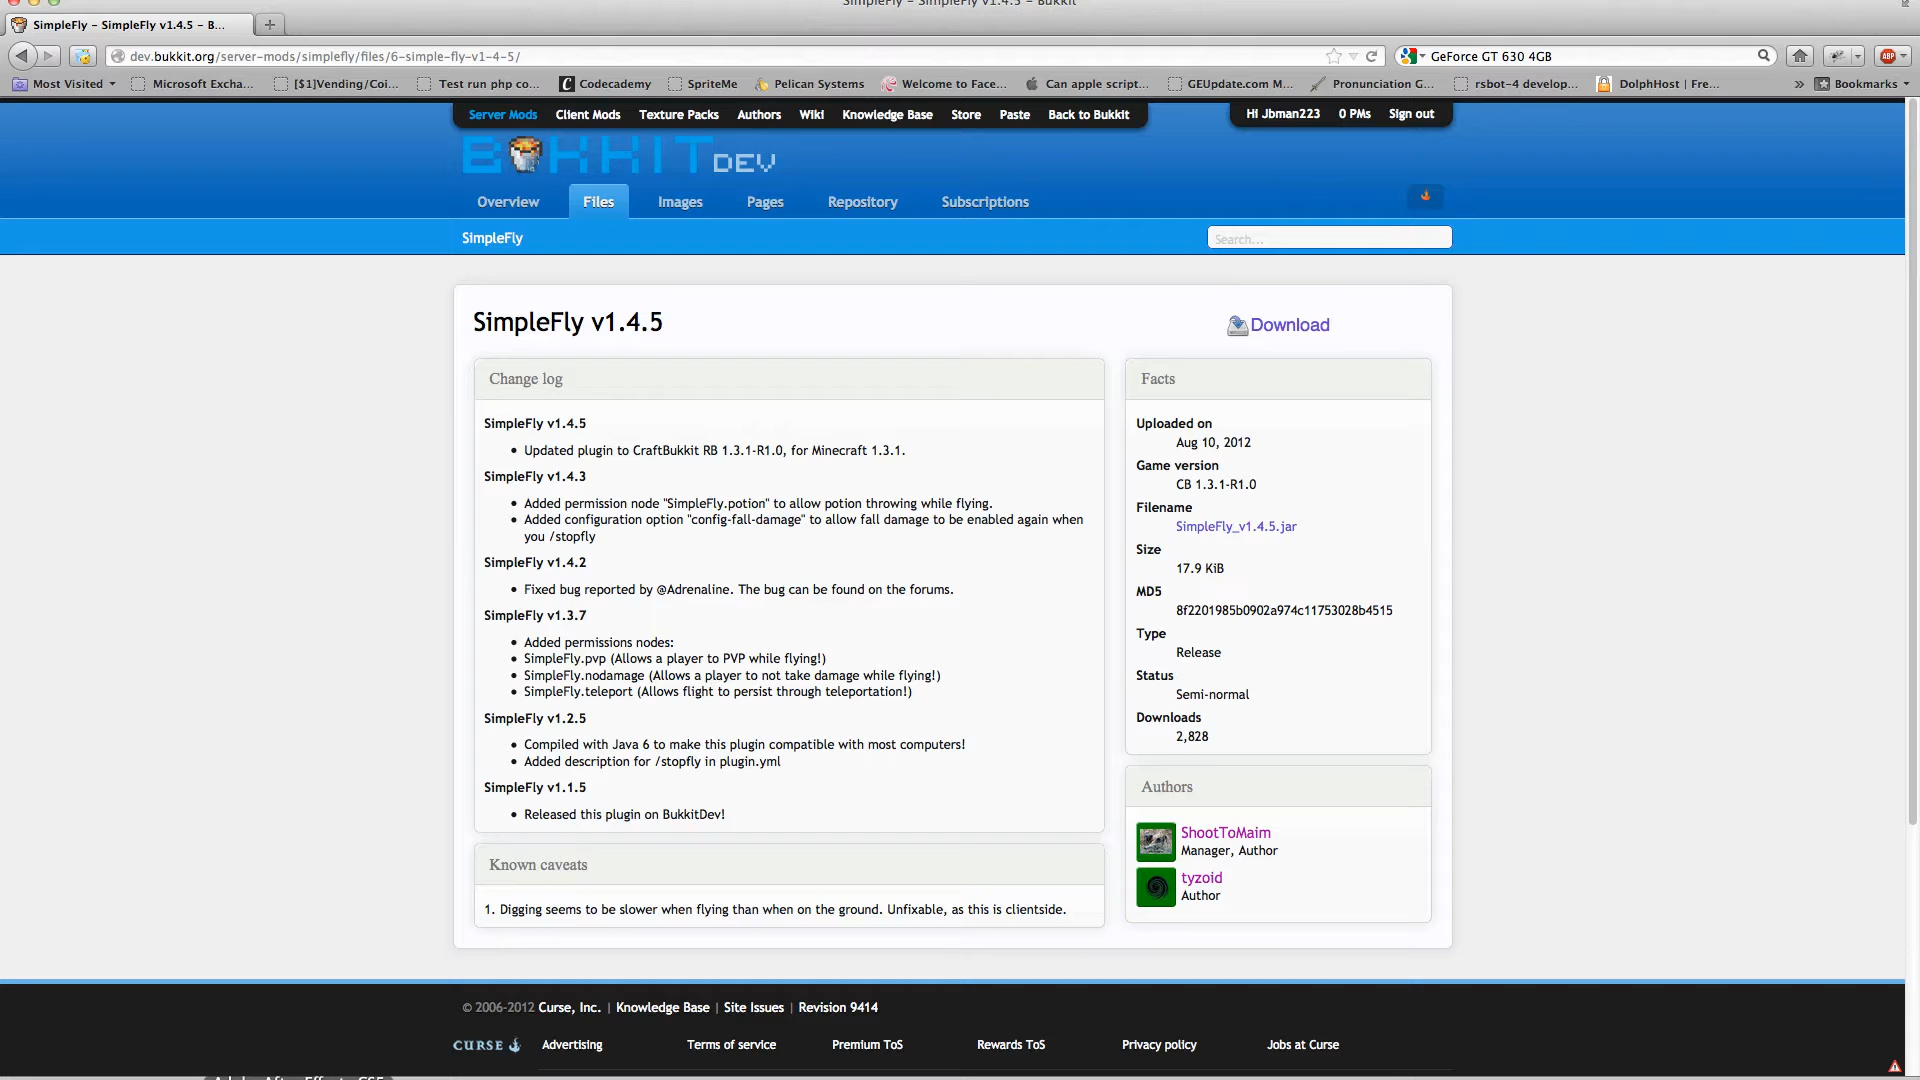 SimpleFly – SimpleFly v1.4.5 – Bukkit
SimpleFly – SimpleFly v1.4.5 – B...
dev.bukkit.org/server-mods/simplefly/files/6-simple-fly-v1-4-5/
GeForce GT 630 4GB
ABP
Most Visited
Microsoft Excha...
[$1]Vending/Coi...
Test run php co...
Codecademy
SpriteMe
Pelican Systems
Welcome to Face...
Can apple script...
GEUpdate.com M...
Pronunciation G...
rsbot-4 develop...
DolphHost | Fre...
»
Bookmarks
Server Mods
Client Mods
Texture Packs
Authors
Wiki
Knowledge Base
Store
Paste
Back to Bukkit
Hi Jbman223
0 PMs
Sign out
BUKKIT DEV
Overview
Files
Images
Pages
Repository
Subscriptions
SimpleFly
Search...
SimpleFly v1.4.5
Download
Change log
SimpleFly v1.4.5
• Updated plugin to CraftBukkit RB 1.3.1-R1.0, for Minecraft 1.3.1.
SimpleFly v1.4.3
• Added permission node "SimpleFly.potion" to allow potion throwing while flying.
• Added configuration option "config-fall-damage" to allow fall damage to be enabled again when
you /stopfly
SimpleFly v1.4.2
• Fixed bug reported by @Adrenaline. The bug can be found on the forums.
SimpleFly v1.3.7
• Added permissions nodes:
• SimpleFly.pvp (Allows a player to PVP while flying!)
• SimpleFly.nodamage (Allows a player to not take damage while flying!)
• SimpleFly.teleport (Allows flight to persist through teleportation!)
SimpleFly v1.2.5
• Compiled with Java 6 to make this plugin compatible with most computers!
• Added description for /stopfly in plugin.yml
SimpleFly v1.1.5
• Released this plugin on BukkitDev!
Known caveats
1. Digging seems to be slower when flying than when on the ground. Unfixable, as this is clientside.
Facts
Uploaded on
Aug 10, 2012
Game version
CB 1.3.1-R1.0
Filename
SimpleFly_v1.4.5.jar
Size
17.9 KiB
MD5
8f2201985b0902a974c11753028b4515
Type
Release
Status
Semi-normal
Downloads
2,828
Authors
ShootToMaim
Manager, Author
tyzoid
Author
© 2006-2012 Curse, Inc. | Knowledge Base | Site Issues | Revision 9414
CURSE
Advertising
Terms of service
Premium ToS
Rewards ToS
Privacy policy
Jobs at Curse
Adobe After Effects CS5